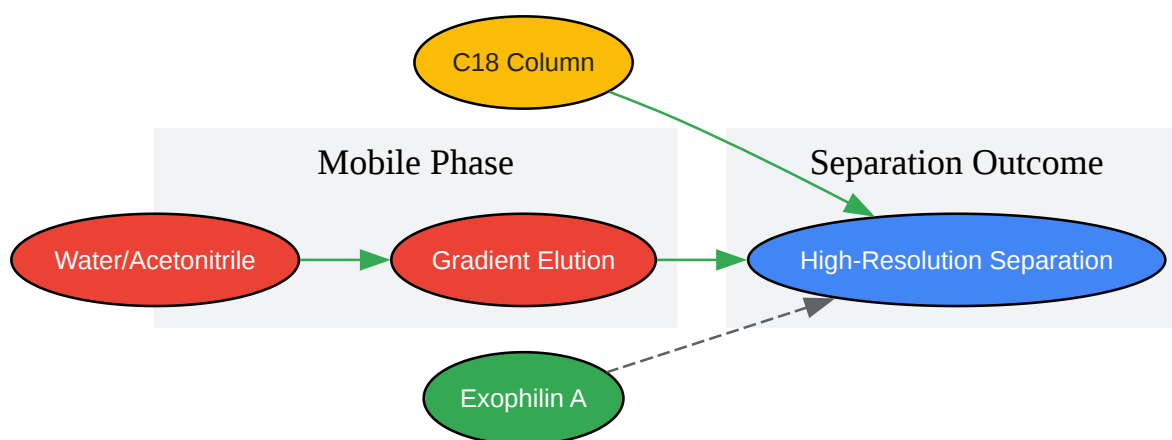 C18 Column
Mobile Phase
Separation Outcome
Water/Acetonitrile
Gradient Elution
High-Resolution Separation
Exophilin A